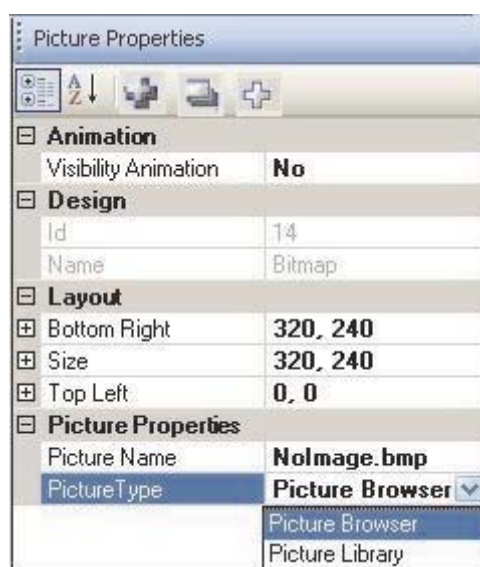 Picture Properties
A
Z
Animation
Visibility Animation No
Design
Id 14
Name Bitmap
Layout
Bottom Right 320, 240
Size 320, 240
Top Left 0, 0
Picture Properties
Picture Name NoImage.bmp
PictureType Picture Browser
Picture Browser
Picture Library